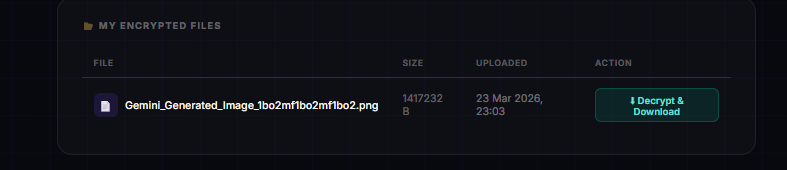 MY ENCRYPTED FILES
FILE SIZE UPLOADED ACTION
Gemini_Generated_Image_1bo2mf1bo2mf1bo2.png
1417232
B
23 Mar 2026,
23:03
⬇ Decrypt &
Download